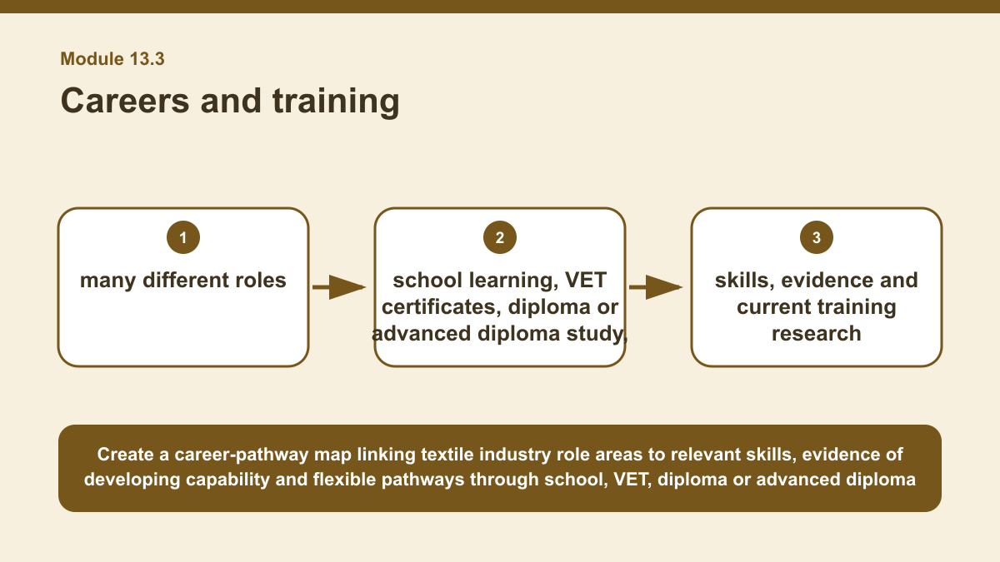 Module 13.3
Careers and training
1
many different roles
2
school learning, VET
certificates, diploma or
advanced diploma study,
3
skills, evidence and
current training
research
Create a career-pathway map linking textile industry role areas to relevant skills, evidence of
developing capability and flexible pathways through school, VET, diploma or advanced diploma